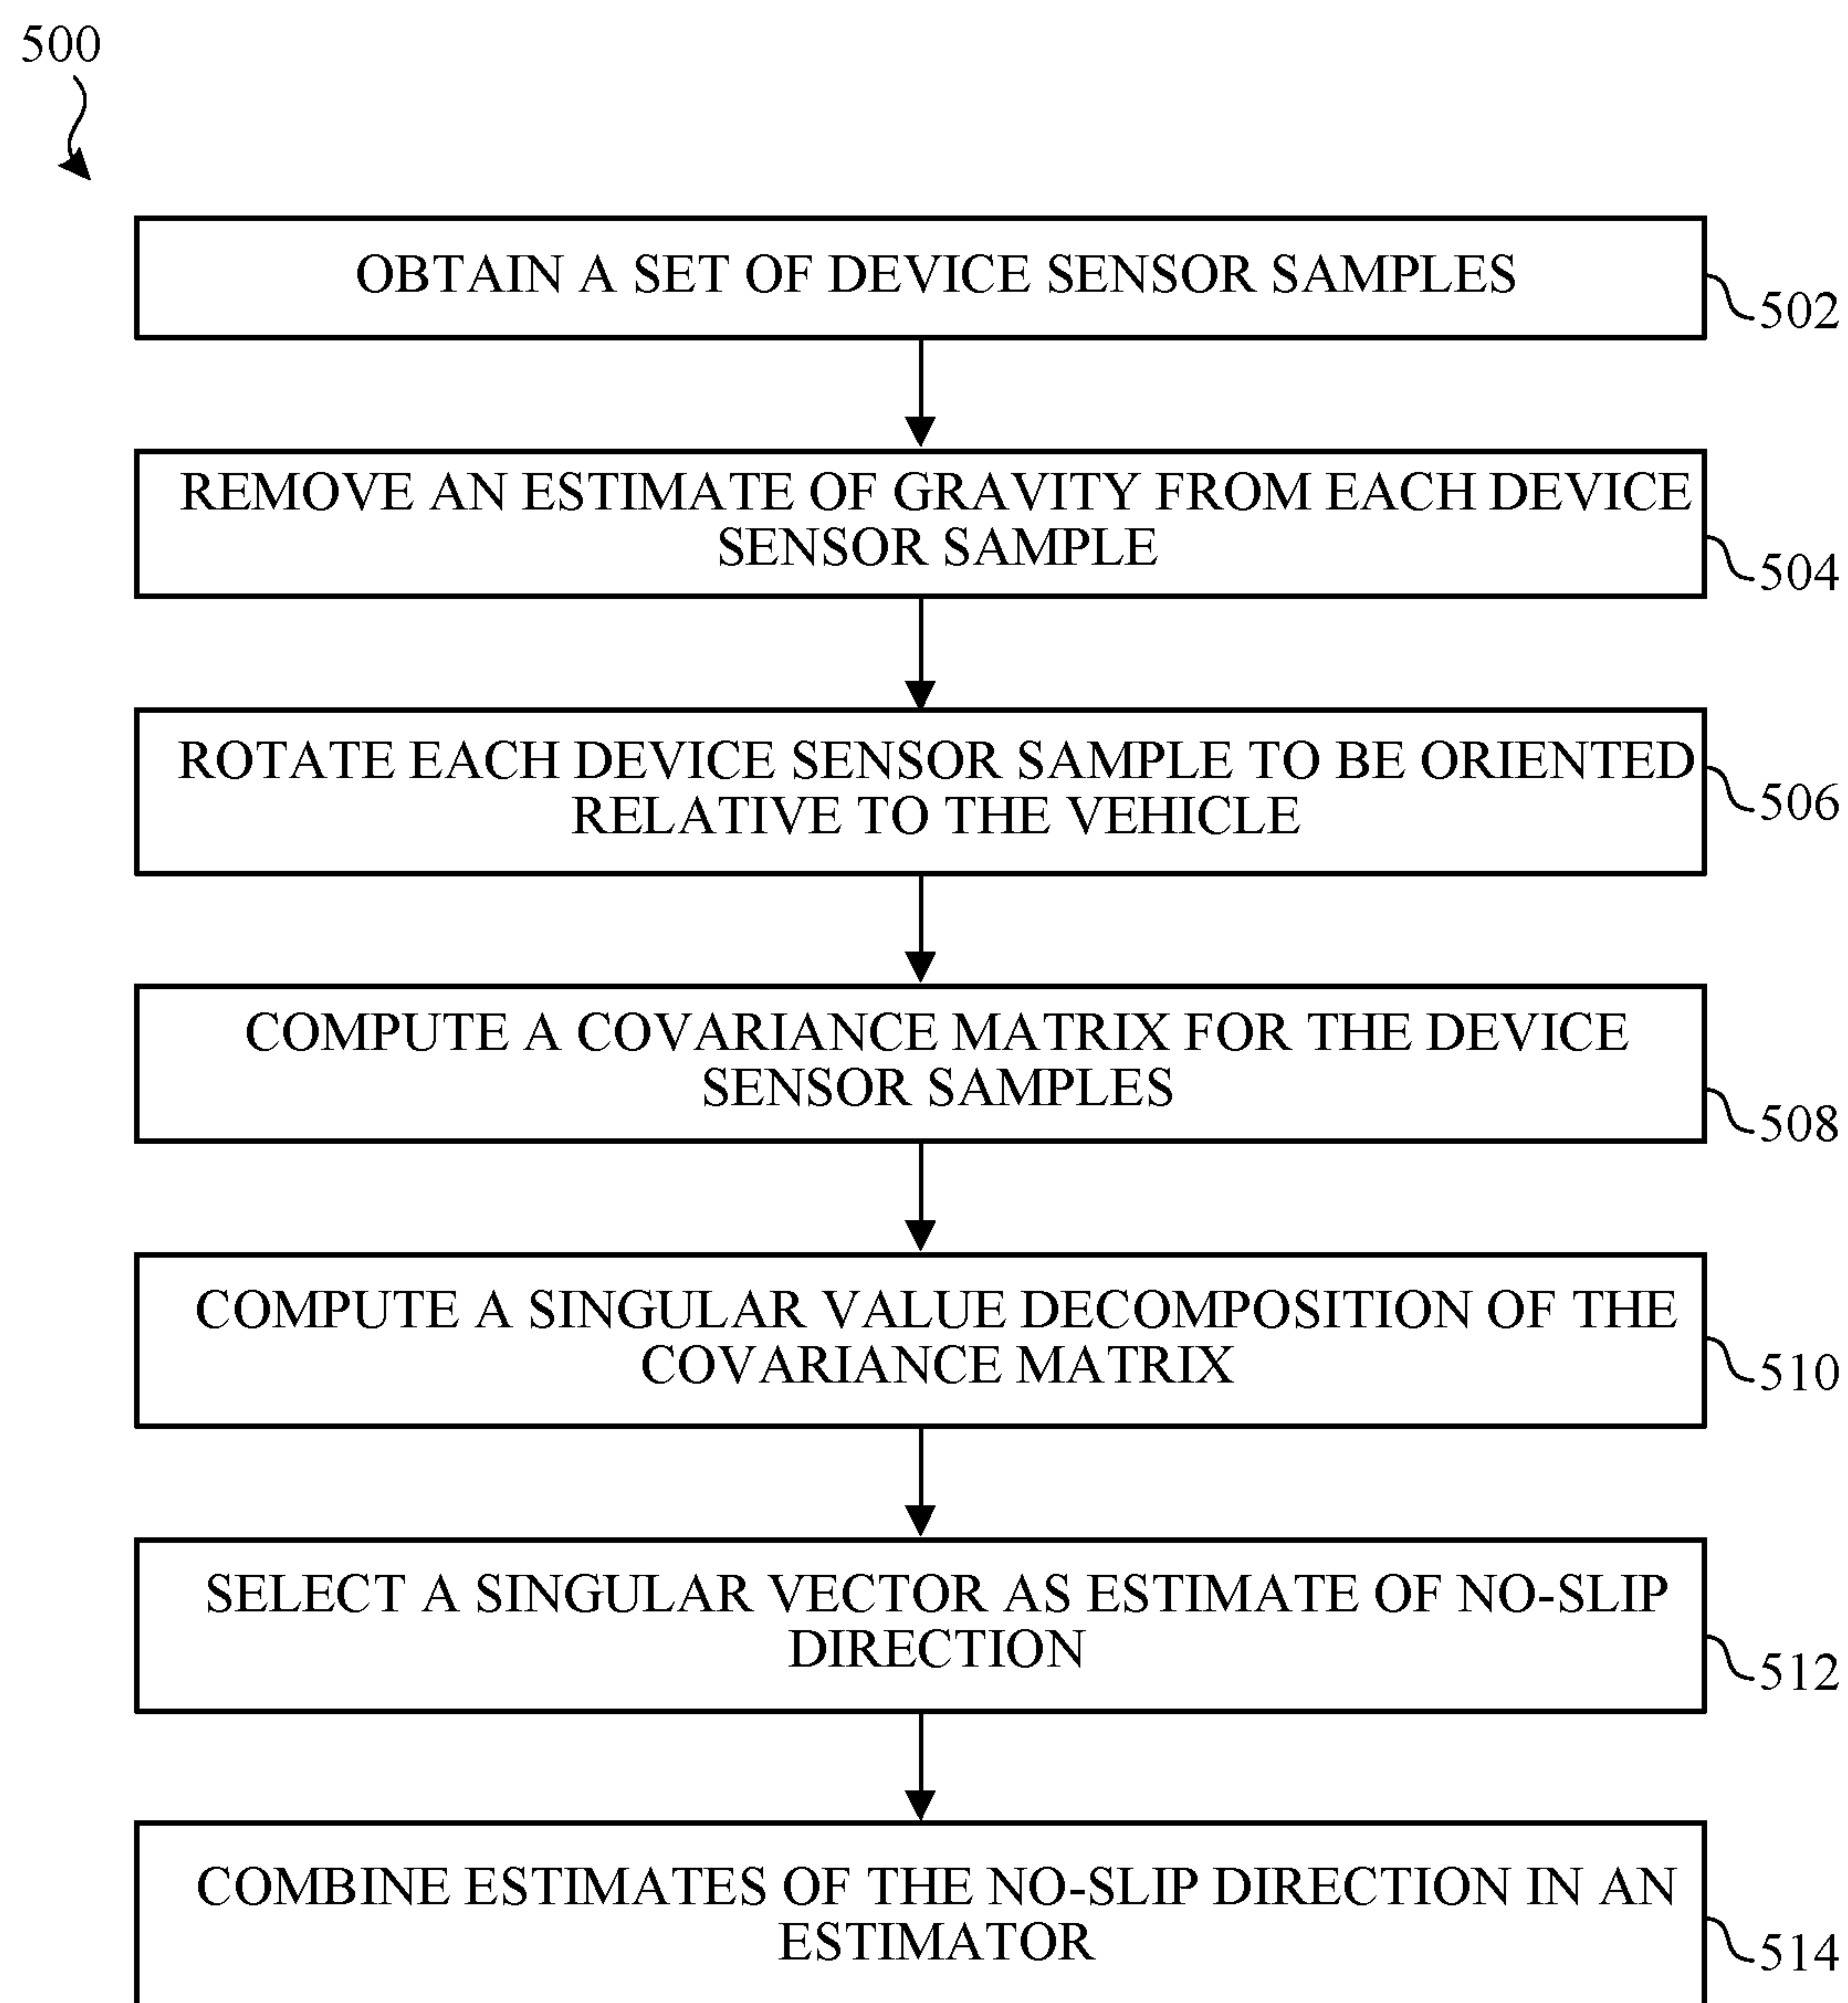 500
OBTAIN A SET OF DEVICE SENSOR SAMPLES
502
REMOVE AN ESTIMATE OF GRAVITY FROM EACH DEVICE
SENSOR SAMPLE
504
ROTATE EACH DEVICE SENSOR SAMPLE TO BE ORIENTED
RELATIVE TO THE VEHICLE
506
COMPUTE A COVARIANCE MATRIX FOR THE DEVICE
SENSOR SAMPLES
508
COMPUTE A SINGULAR VALUE DECOMPOSITION OF THE
COVARIANCE MATRIX
510
SELECT A SINGULAR VECTOR AS ESTIMATE OF NO-SLIP
DIRECTION
512
COMBINE ESTIMATES OF THE NO-SLIP DIRECTION IN AN
ESTIMATOR
514